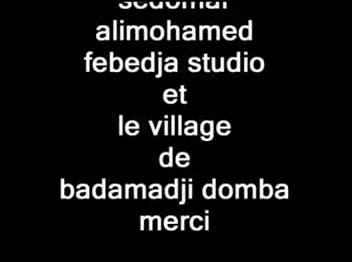 alimohamed
febedja studio
et
le village
de
badamadji domba
merci